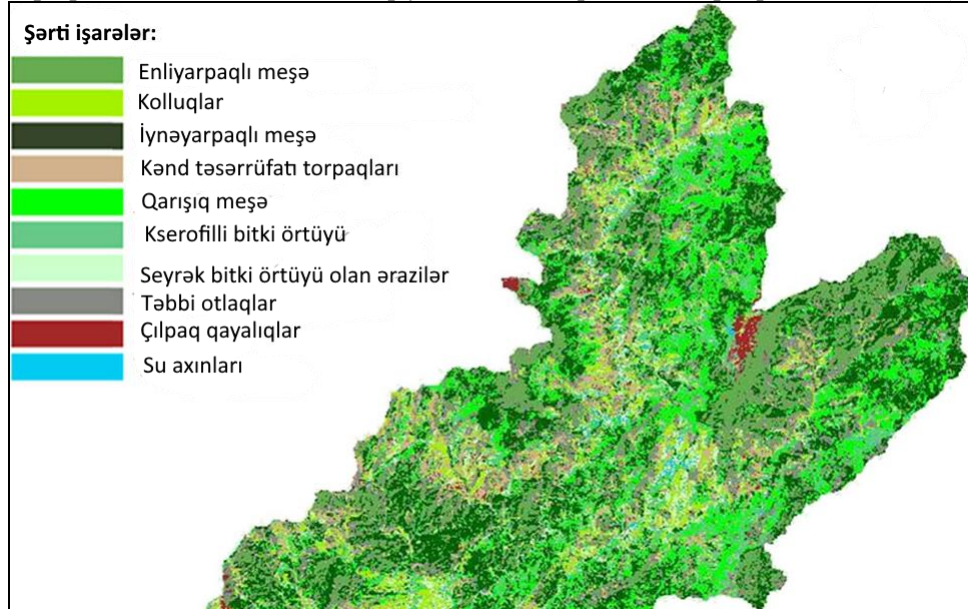 Şərti işarələr:
Enliyarpaqlı meşə
Kolluqlar
İynəyarpaqlı meşə
Kənd təsərrüfatı torpaqları
Qarışıq meşə
Kserofilli bitki örtüyü
Seyrək bitki örtüyü olan ərazilər
Təbbi otlaqlar
Çılpaq qayalıqlar
Su axınları